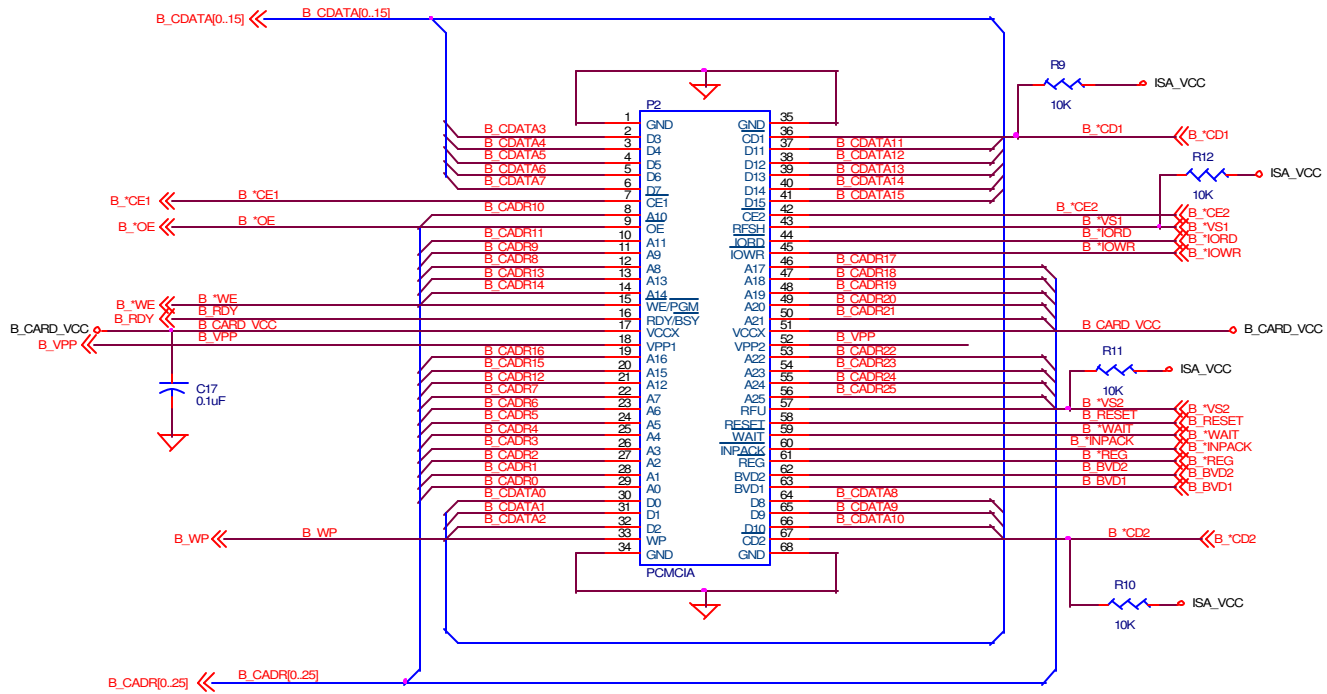 B_CDATA[0..15] B_CDATA[0..15]
R9
ISA_VCC
10K
P2
1 GND GND 35
B_CDATA3 2 D3 CD1 36 B_*CD1 B_*CD1
B_CDATA4 3 D4 D11 37 B_CDATA11
B_CDATA5 4 D5 D12 38 B_CDATA12
B_CDATA6 5 D6 D13 39 B_CDATA13
B_CDATA7 6 D7 D14 40 B_CDATA14
R12
ISA_VCC
10K
B_*CE1 B_*CE1 7 CE1 D15 41 B_CDATA15
B_CADR10 8 A10 CE2 42 B_*CE2 B_*CE2
B_*OE B_*OE 9 OE RFSH 43 B_*VS1 B_*VS1
B_CADR11 10 A11 IORD 44 B_*IORD B_*IORD
B_CADR9 11 A9 IOWR 45 B_*IOWR B_*IOWR
B_CADR8 12 A8 A17 46 B_CADR17
B_CADR13 13 A13 A18 47 B_CADR18
B_CADR14 14 A14 A19 48 B_CADR19
B_*WE B_*WE 15 WE/PGM A20 49 B_CADR20
B_RDY B_RDY 16 RDY/BSY A21 50 B_CADR21
B_CARD_VCC B_CARD_VCC 17 VCCX VCCX 51 B_CARD_VCC B_CARD_VCC
B_VPP B_VPP 18 VPP1 VPP2 52 B_VPP
B_CADR16 19 A16 A22 53 B_CADR22
B_CADR15 20 A15 A23 54 B_CADR23
B_CADR12 21 A12 A24 55 B_CADR24
B_CADR7 22 A7 A25 56 B_CADR25
R11
ISA_VCC
10K
C17
0.1uF
B_CADR6 23 A6 RFU 57 B_*VS2 B_*VS2
B_CADR5 24 A5 RESET 58 B_RESET B_RESET
B_CADR4 25 A4 WAIT 59 B_*WAIT B_*WAIT
B_CADR3 26 A3 INPACK 60 B_*INPACK B_*INPACK
B_CADR2 27 A2 REG 61 B_*REG B_*REG
B_CADR1 28 A1 BVD2 62 B_BVD2 B_BVD2
B_CADR0 29 A0 BVD1 63 B_BVD1 B_BVD1
B_CDATA0 30 D0 D8 64 B_CDATA8
B_CDATA1 31 D1 D9 65 B_CDATA9
B_CDATA2 32 D2 D10 66 B_CDATA10
B_WP B_WP 33 WP CD2 67 B_*CD2 B_*CD2
34 GND GND 68
PCMCIA
R10
ISA_VCC
10K
B_CADR[0..25] B_CADR[0..25]